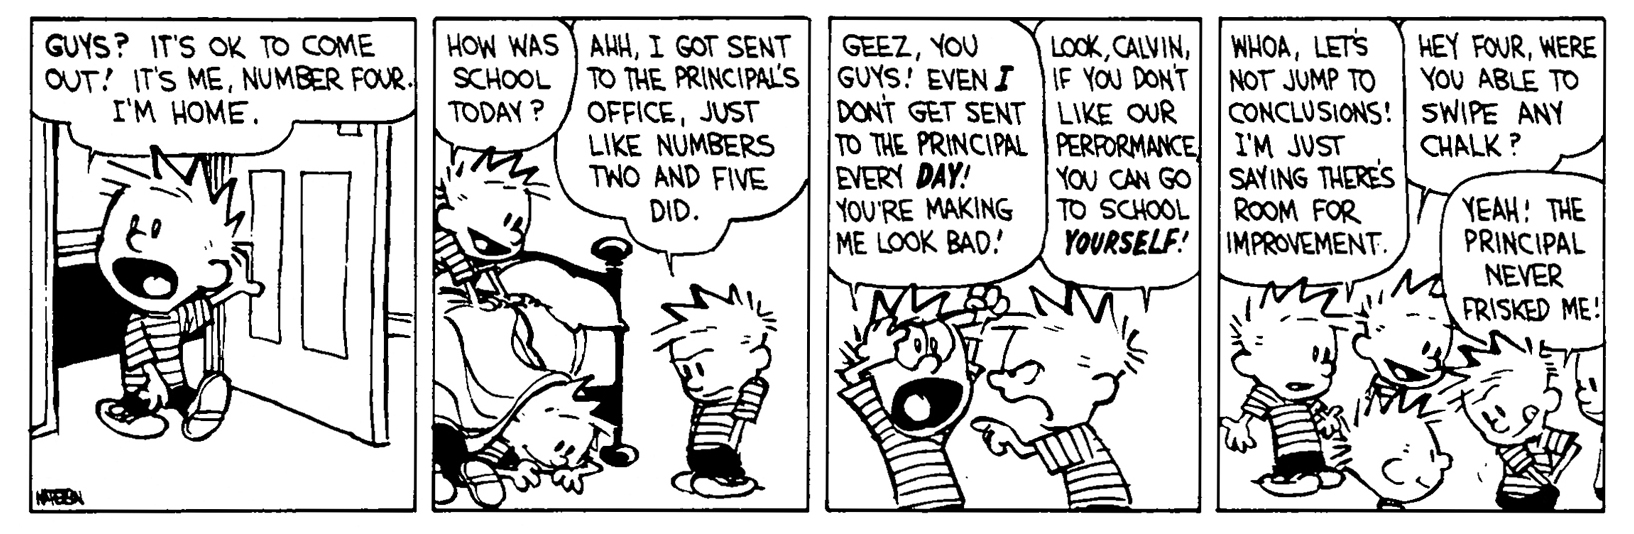 GUYS? IT'S OK TO COME
OUT! IT'S ME, NUMBER FOUR.
I'M HOME.
HOW WAS
SCHOOL
TODAY?
AHH, I GOT SENT
TO THE PRINCIPAL'S
OFFICE, JUST
LIKE NUMBERS
TWO AND FIVE
DID.
GEEZ, YOU
GUYS! EVEN I
DON'T GET SENT
TO THE PRINCIPAL
EVERY DAY!
YOU'RE MAKING
ME LOOK BAD!
LOOK, CALVIN,
IF YOU DON'T
LIKE OUR
PERFORMANCE,
YOU CAN GO
TO SCHOOL
YOURSELF!
WHOA, LET'S
NOT JUMP TO
CONCLUSIONS!
I'M JUST
SAYING THERE'S
ROOM FOR
IMPROVEMENT.
HEY FOUR, WERE
YOU ABLE TO
SWIPE ANY
CHALK?
YEAH! THE
PRINCIPAL
NEVER
FRISKED ME!